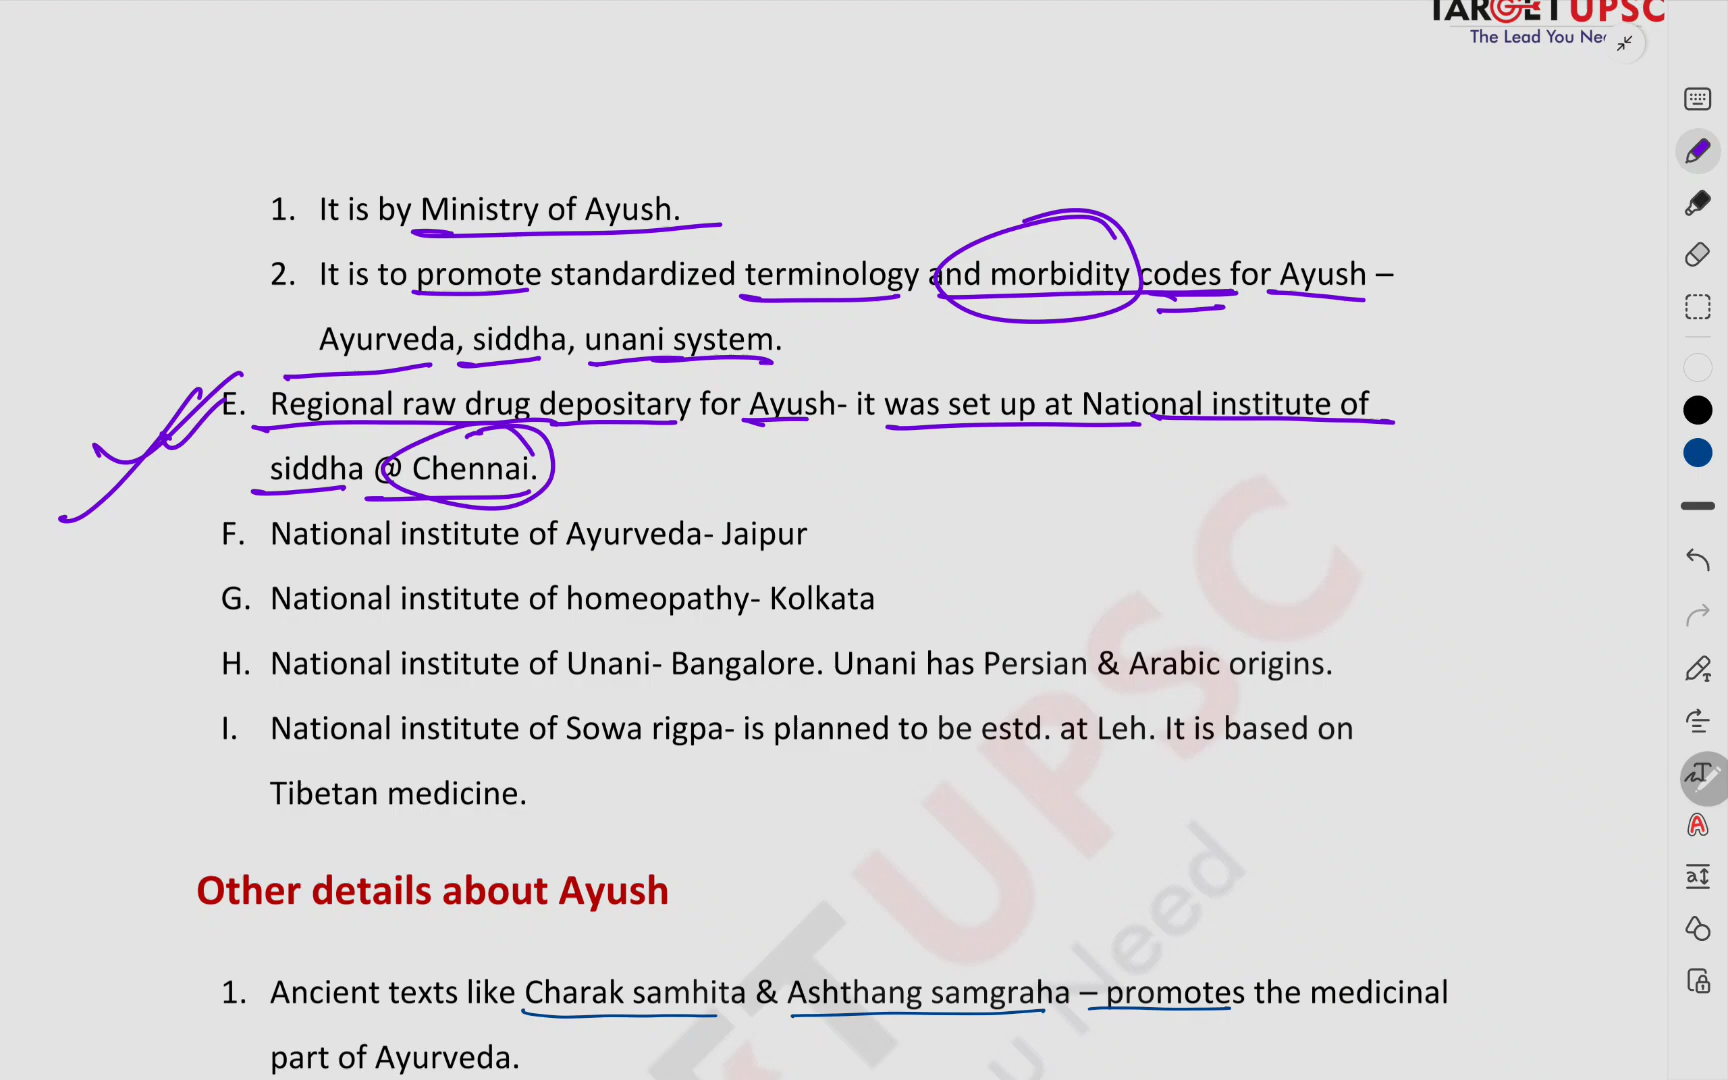 TARGET UPSC
The Lead You Nee
1. It is by Ministry of Ayush.
2. It is to promote standardized terminology and morbidity codes for Ayush –
Ayurveda, siddha, unani system.
E. Regional raw drug depositary for Ayush- it was set up at National institute of
siddha @ Chennai.
F. National institute of Ayurveda- Jaipur
G. National institute of homeopathy- Kolkata
H. National institute of Unani- Bangalore. Unani has Persian & Arabic origins.
I. National institute of Sowa rigpa- is planned to be estd. at Leh. It is based on
Tibetan medicine.
Other details about Ayush
1. Ancient texts like Charak samhita & Ashthang samgraha – promotes the medicinal
part of Ayurveda.
T UPSC
u Need